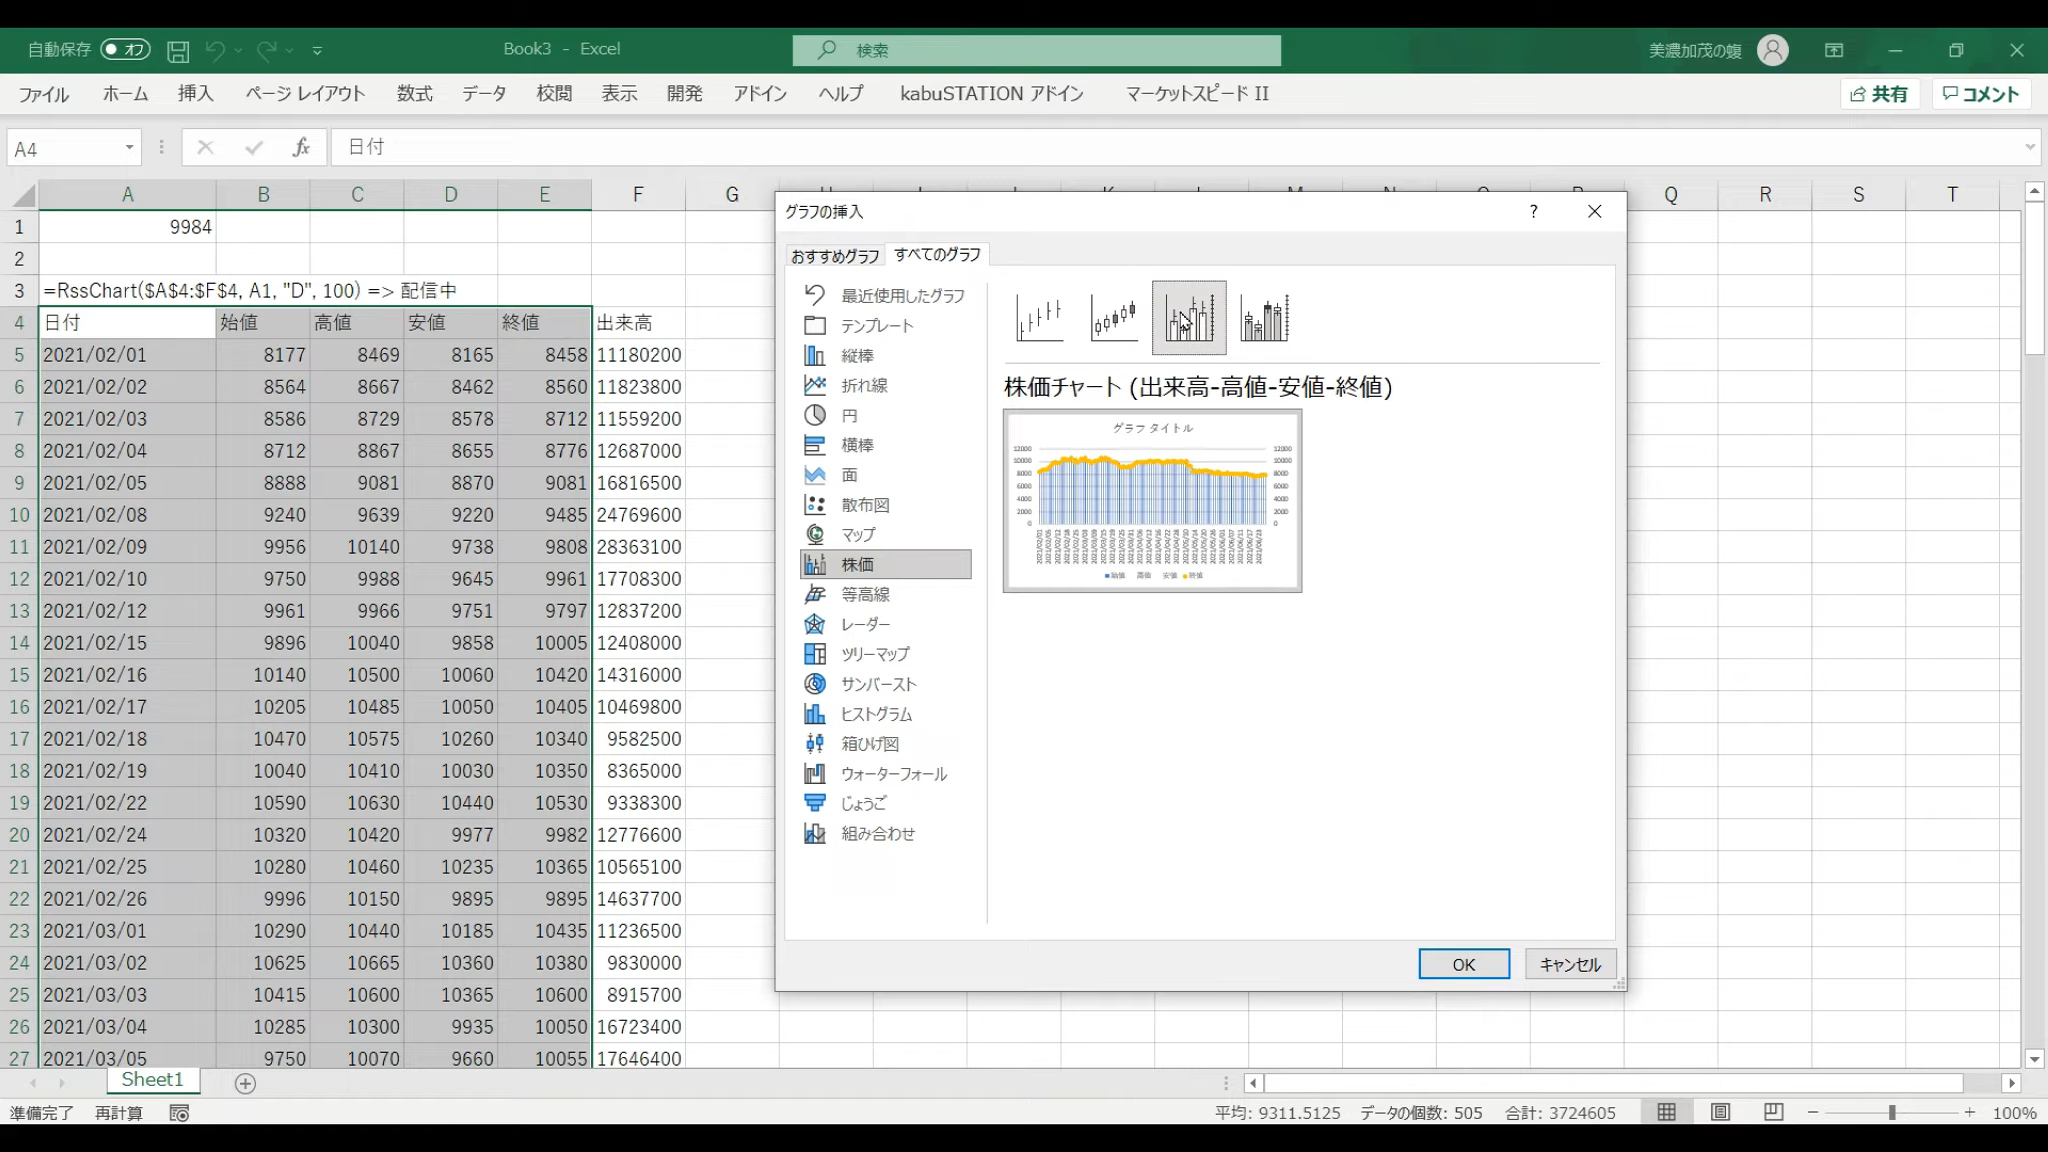 自動保存 オフ Book3 - Excel 検索 美濃加茂の蝮
ファイル ホーム 挿入 ページ レイアウト 数式 データ 校閲 表示 開発 アドイン ヘルプ kabuSTATION アドイン マーケットスピード II 共有 コメント
A4 fx 日付
A B C D E F G Q R S T
1 9984
2
3 =RssChart($A$4:$F$4, A1, "D", 100) => 配信中
4 日付 始値 高値 安値 終値 出来高
5 2021/02/01 8177 8469 8165 8458 11180200
6 2021/02/02 8564 8667 8462 8560 11823800
7 2021/02/03 8586 8729 8578 8712 11559200
8 2021/02/04 8712 8867 8655 8776 12687000
9 2021/02/05 8888 9081 8870 9081 16816500
10 2021/02/08 9240 9639 9220 9485 24769600
11 2021/02/09 9956 10140 9738 9808 28363100
12 2021/02/10 9750 9988 9645 9961 17708300
13 2021/02/12 9961 9966 9751 9797 12837200
14 2021/02/15 9896 10040 9858 10005 12408000
15 2021/02/16 10140 10500 10060 10420 14316000
16 2021/02/17 10205 10485 10050 10405 10469800
17 2021/02/18 10470 10575 10260 10340 9582500
18 2021/02/19 10040 10410 10030 10350 8365000
19 2021/02/22 10590 10630 10440 10530 9338300
20 2021/02/24 10320 10420 9977 9982 12776600
21 2021/02/25 10280 10460 10235 10365 10565100
22 2021/02/26 9996 10150 9895 9895 14637700
23 2021/03/01 10290 10440 10185 10435 11236500
24 2021/03/02 10625 10665 10360 10380 9830000
25 2021/03/03 10415 10600 10365 10600 8915700
26 2021/03/04 10285 10300 9935 10050 16723400
27 2021/03/05 9750 10070 9660 10055 17646400
グラフの挿入 ?
おすすめグラフ すべてのグラフ
最近使用したグラフ
テンプレート
縦棒
折れ線
円
横棒
面
散布図
マップ
株価
等高線
レーダー
ツリーマップ
サンバースト
ヒストグラム
箱ひげ図
ウォーターフォール
じょうご
組み合わせ
株価チャート (出来高-高値-安値-終値)
グラフ タイトル
12000 12000
10000 10000
8000 8000
6000 6000
4000 4000
2000 2000
0 0
始値 高値 安値 終値
OK キャンセル
Sheet1
準備完了 再計算 平均: 9311.5125 データの個数: 505 合計: 3724605 100%